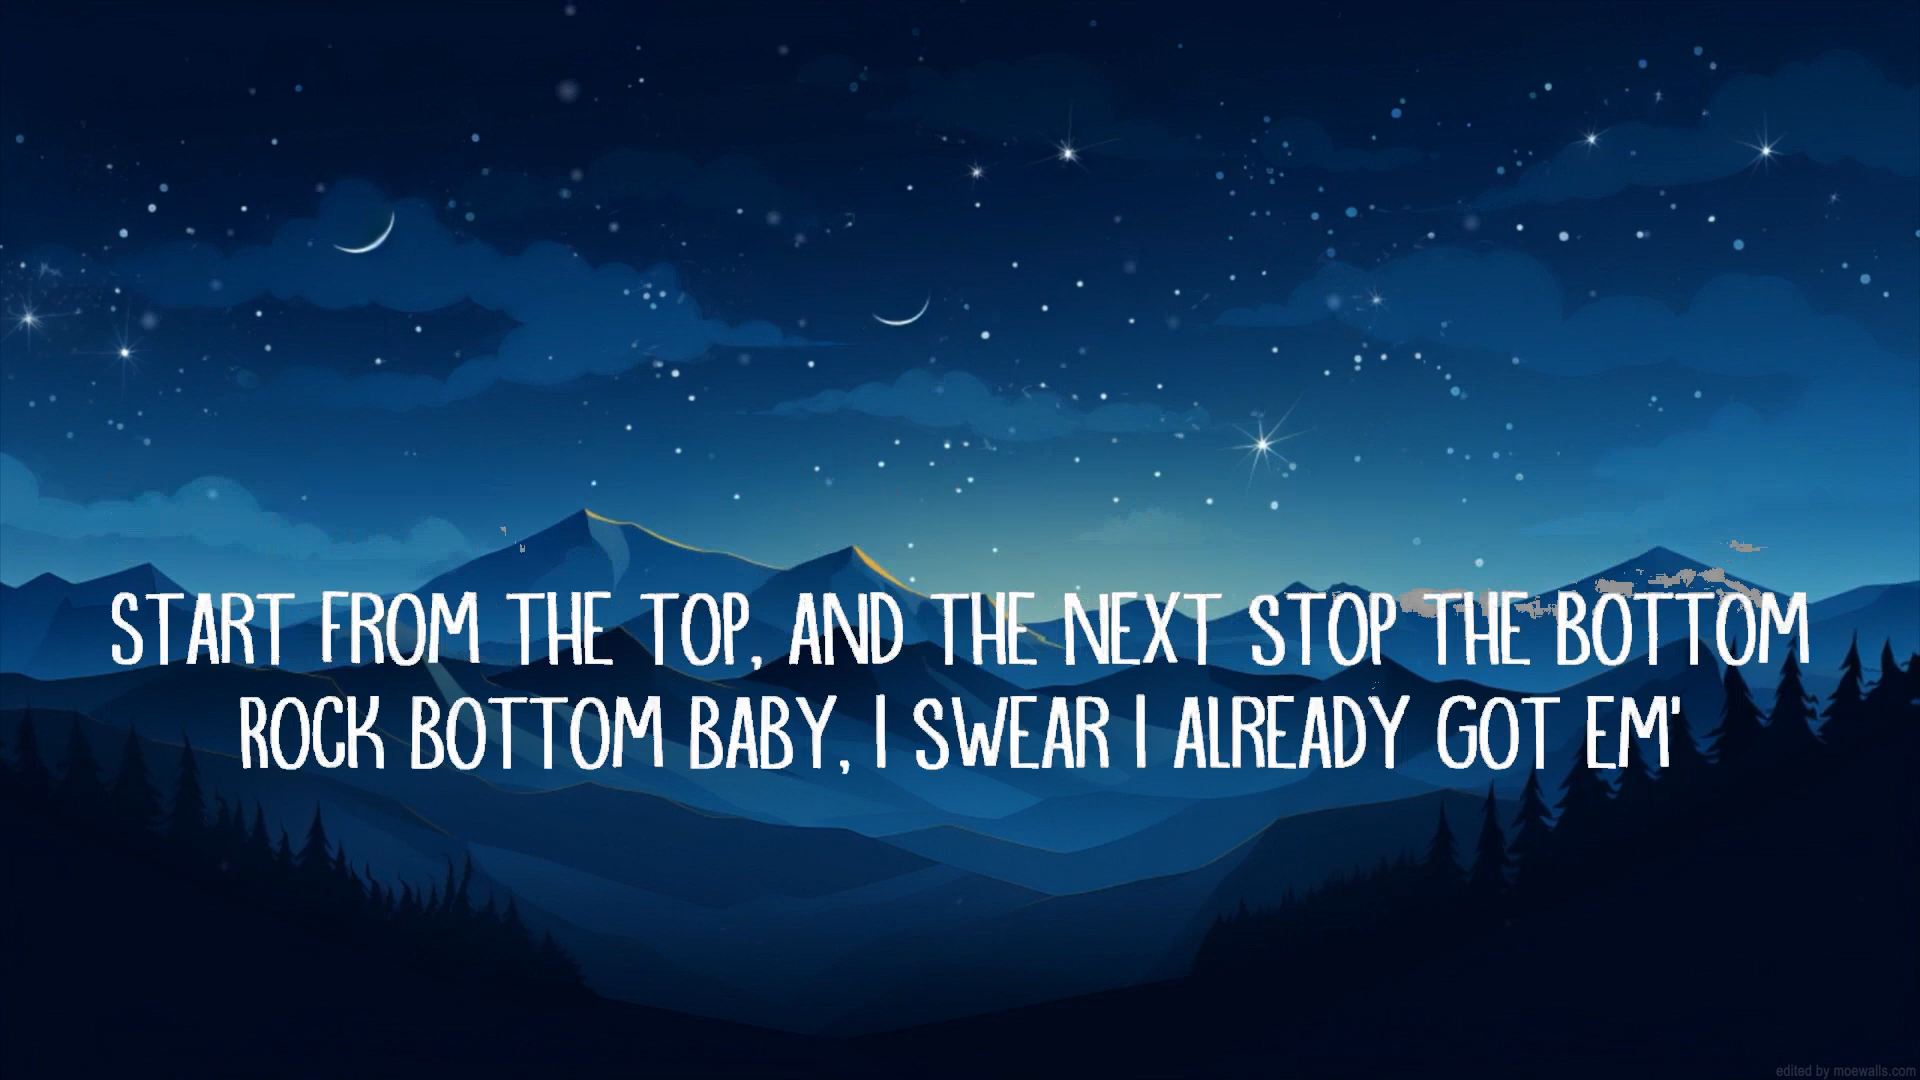 START FROM THE TOP, AND THE NEXT STOP THE BOTTOM
ROCK BOTTOM BABY, I SWEAR I ALREADY GOT EM'
edited by moewalls.com